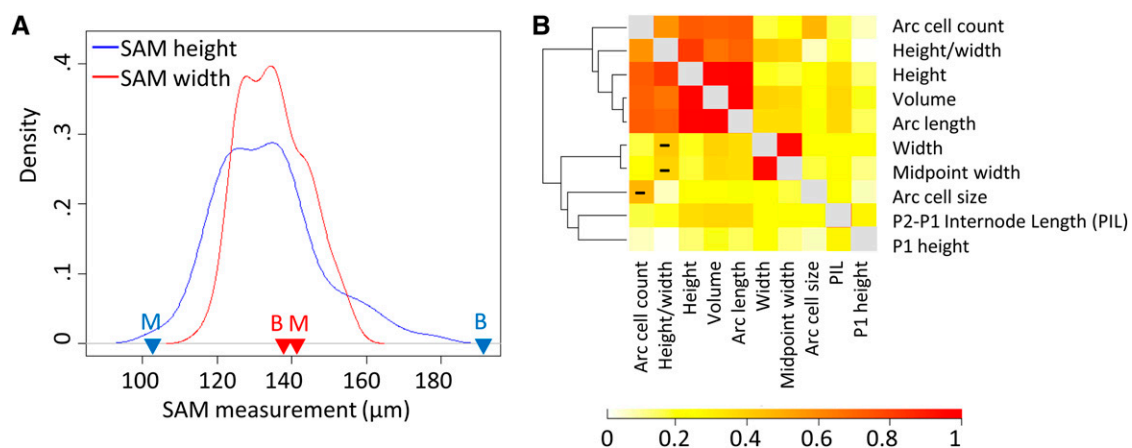 A
SAM height
SAM width
Density
.4
.3
.2
.1
0
M
B M
B
100 120 140 160 180
SAM measurement (μm)
B
Arc cell count
Height/width
Height
Volume
Arc length
Width
Midpoint width
Arc cell size
P2-P1 Internode Length (PIL)
P1 height
Arc cell count
Height/width
Height
Volume
Arc length
Width
Midpoint width
Arc cell size
PIL
P1 height
0 0.2 0.4 0.6 0.8 1